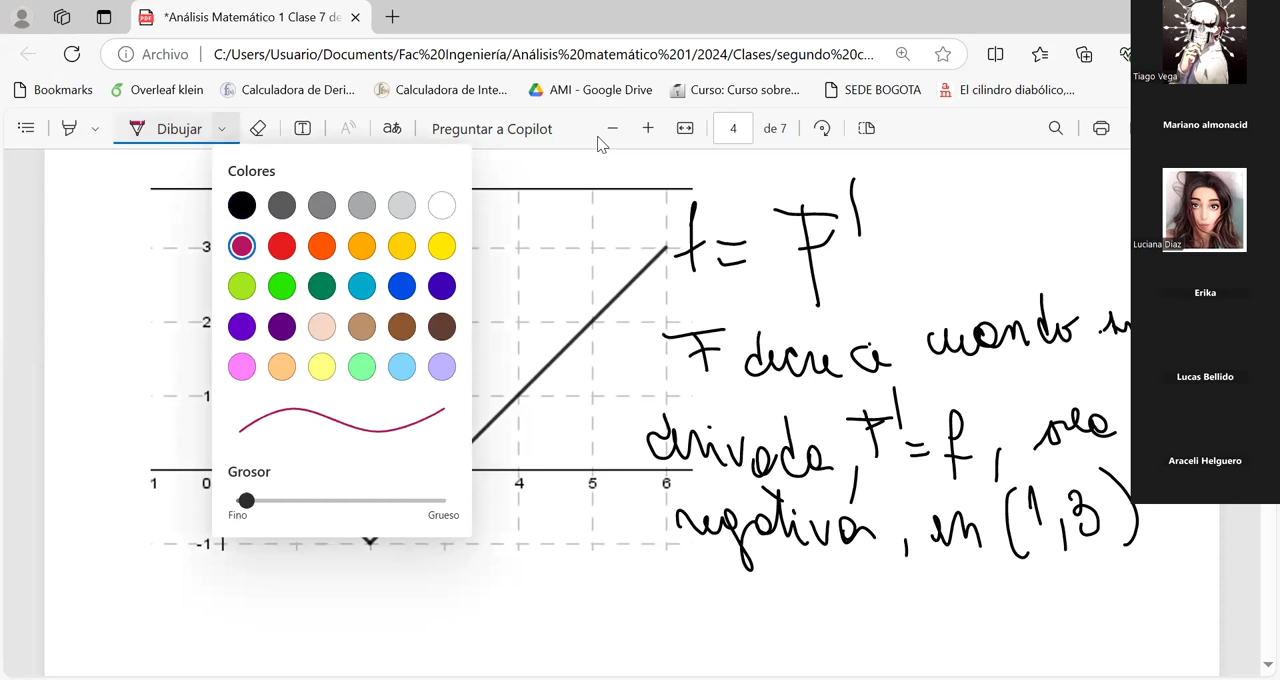 *Análisis Matemático 1 Clase 7 de
Archivo C:/Users/Usuario/Documents/Fac%20Ingeniería/Análisis%20matemático%201/2024/Clases/segundo%20c...
Bookmarks Overleaf klein Calculadora de Deri... Calculadora de Inte... AMI - Google Drive Curso: Curso sobre... SEDE BOGOTA El cilindro diabólico,...
Dibujar Preguntar a Copilot 4 de 7
Colores
Grosor
Fino Grueso
3
2
1
1 0 4 5 6
-1
f = F'
F decrece cuando su
derivada, F' = f, sea
negativa, en (1,3)
Tiago Vega
Mariano almonacid
Luciana Diaz
Erika
Lucas Bellido
Araceli Helguero